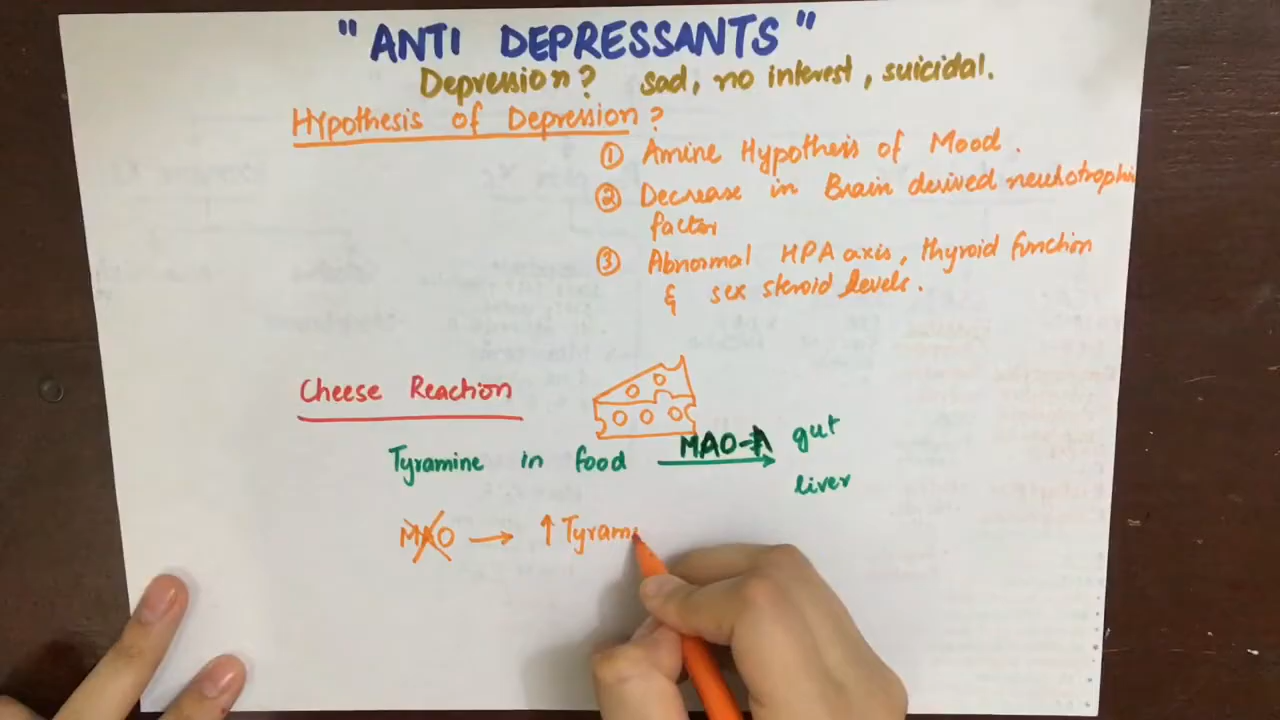 "ANTI DEPRESSANTS"
Depression? sad, no interest, suicidal.
Hypothesis of Depression?
① Amine Hypothesis of Mood.
② Decrease in Brain derived neurotrophin
factor
③ Abnormal HPA axis, thyroid function
& sex steroid levels.
Cheese Reaction
Tyramine in food MAO-A gut
liver
MAO → ↑ Tyram